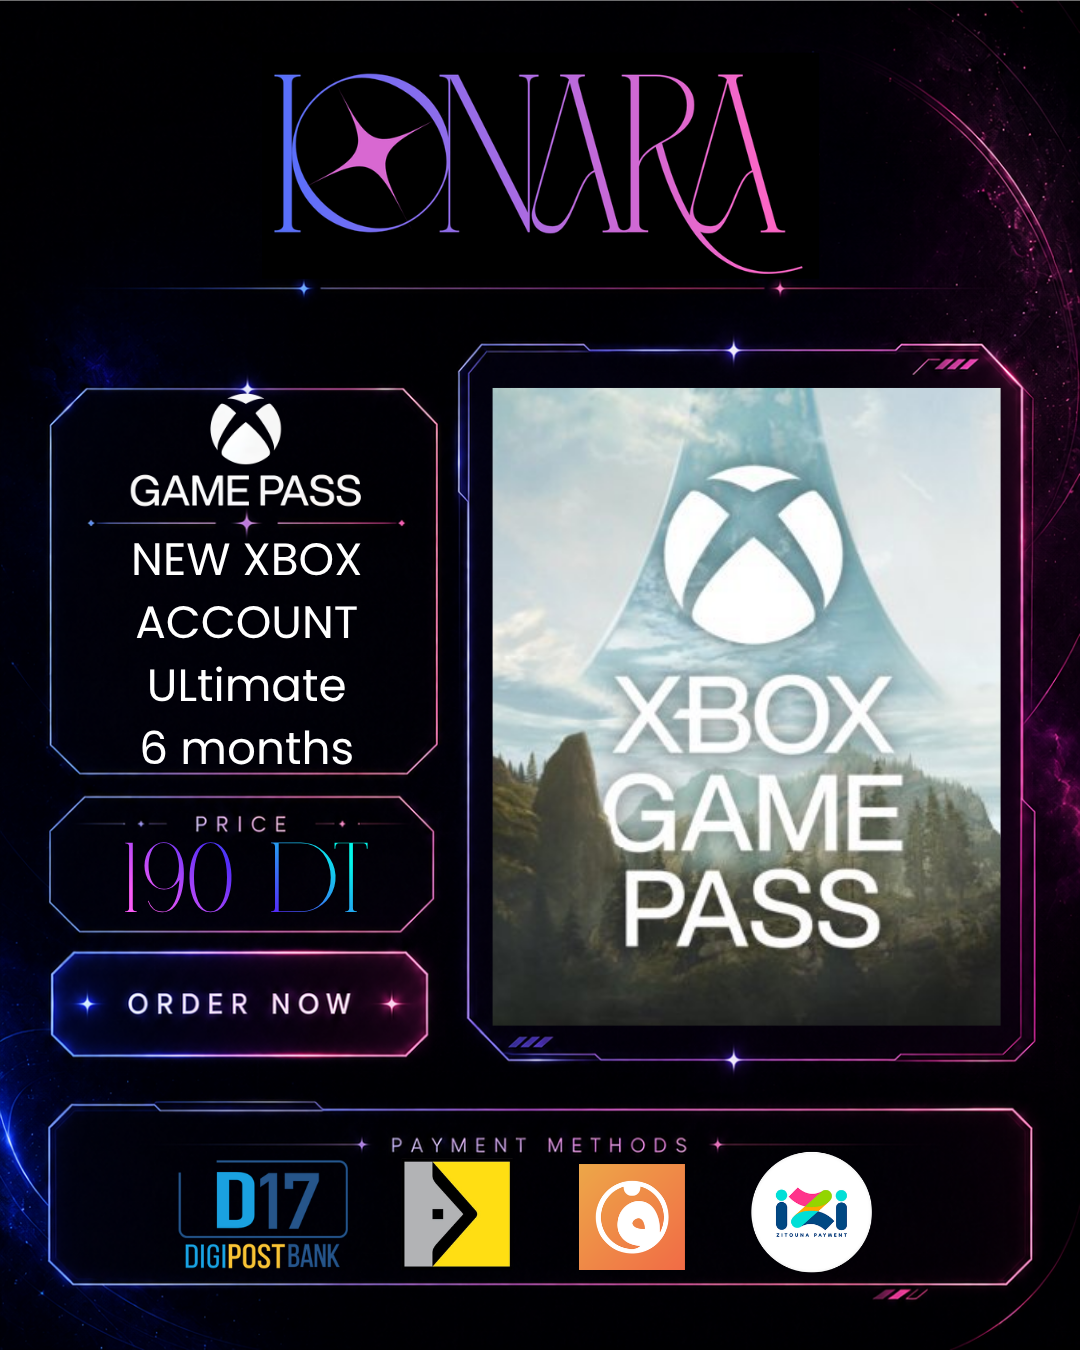 IONARA
GAME PASS
NEW XBOX
ACCOUNT
ULtimate
6 months
PRICE
190 DT
ORDER NOW
XBOX
GAME
PASS
PAYMENT METHODS
D17
DIGIPOSTBANK
izi
ZITOUNA PAYMENT